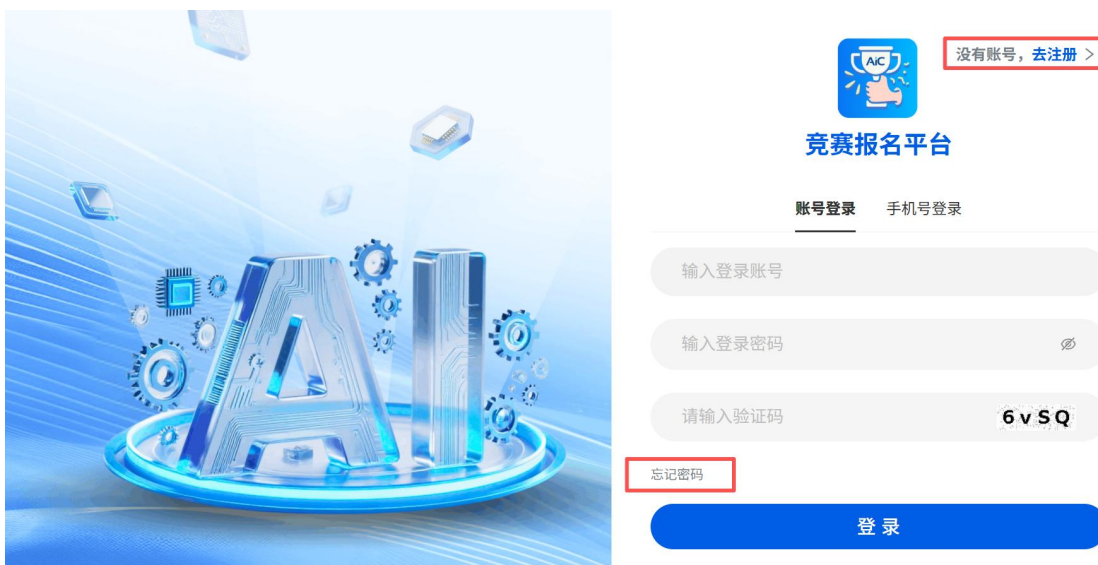 AI
没有账号，去注册 >
AiC
竞赛报名平台
账号登录 手机号登录
输入登录账号
输入登录密码
请输入验证码 6vSQ
忘记密码
登 录